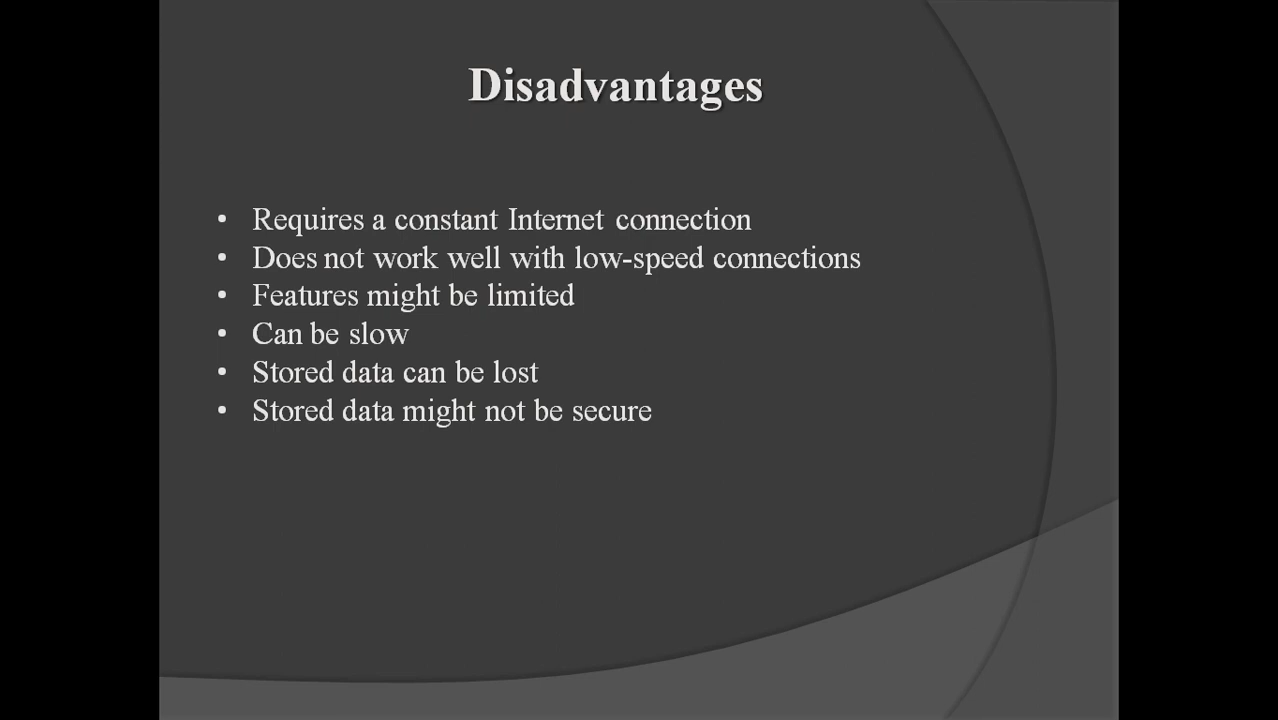 Disadvantages
• Requires a constant Internet connection
• Does not work well with low-speed connections
• Features might be limited
• Can be slow
• Stored data can be lost
• Stored data might not be secure